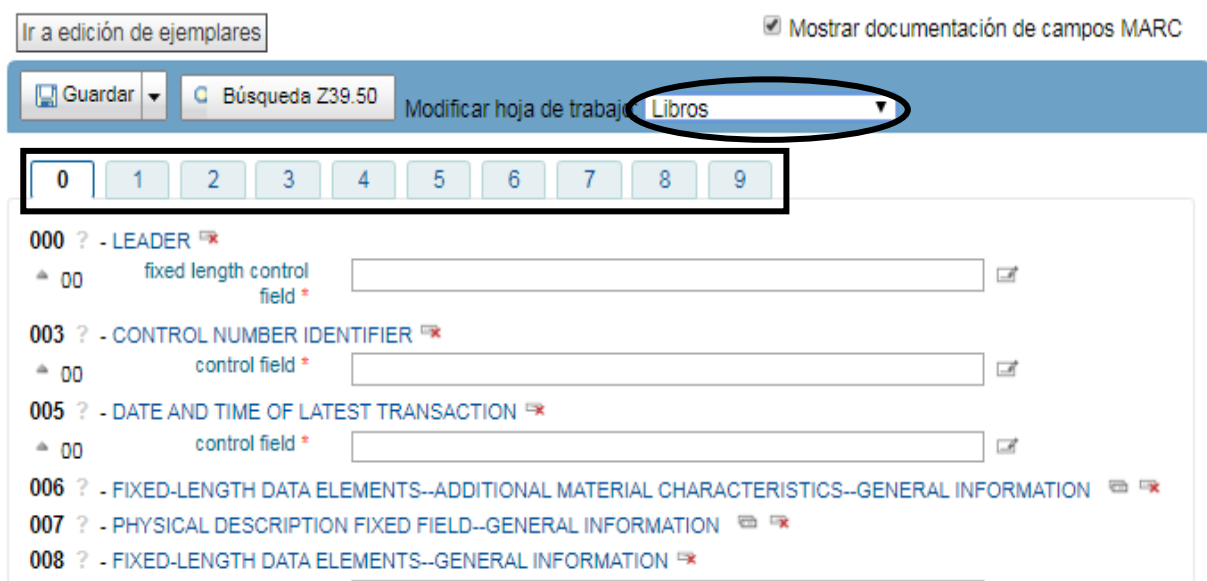 Ir a edición de ejemplares
Mostrar documentación de campos MARC
Guardar Búsqueda Z39.50 Modificar hoja de trabajo Libros
0 1 2 3 4 5 6 7 8 9
000 ? - LEADER
00 fixed length control
field *
003 ? - CONTROL NUMBER IDENTIFIER
00 control field *
005 ? - DATE AND TIME OF LATEST TRANSACTION
00 control field *
006 ? - FIXED-LENGTH DATA ELEMENTS--ADDITIONAL MATERIAL CHARACTERISTICS--GENERAL INFORMATION
007 ? - PHYSICAL DESCRIPTION FIXED FIELD--GENERAL INFORMATION
008 ? - FIXED-LENGTH DATA ELEMENTS--GENERAL INFORMATION